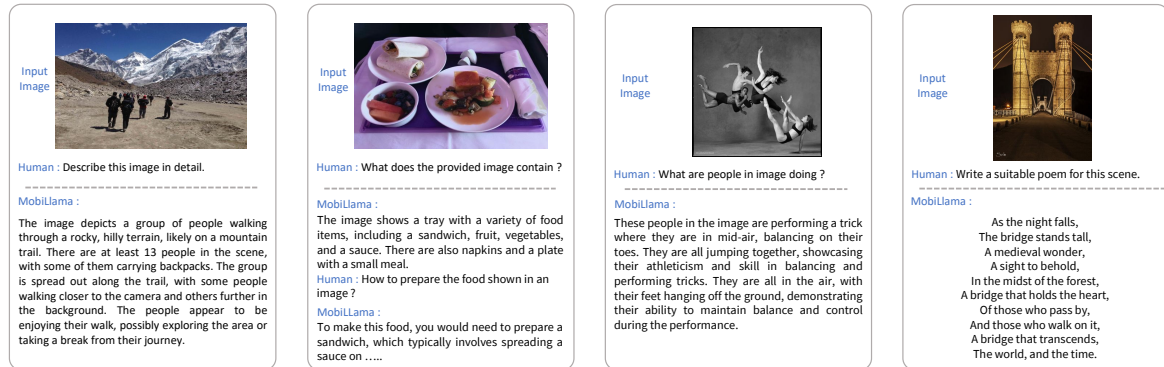 Input
Image
Human : Describe this image in detail.
MobiLlama :
The image depicts a group of people walking
through a rocky, hilly terrain, likely on a mountain
trail. There are at least 13 people in the scene,
with some of them carrying backpacks. The group
is spread out along the trail, with some people
walking closer to the camera and others further in
the background. The people appear to be
enjoying their walk, possibly exploring the area or
taking a break from their journey.
Input
Image
Human : What does the provided image contain ?
MobiLlama :
The image shows a tray with a variety of food
items, including a sandwich, fruit, vegetables,
and a sauce. There are also napkins and a plate
with a small meal.
Human : How to prepare the food shown in an
image ?
MobiLLama :
To make this food, you would need to prepare a
sandwich, which typically involves spreading a
sauce on …..
Input
Image
Human : What are people in image doing ?
MobiLlama :
These people in the image are performing a trick
where they are in mid-air, balancing on their
toes. They are all jumping together, showcasing
their athleticism and skill in balancing and
performing tricks. They are all in the air, with
their feet hanging off the ground, demonstrating
their ability to maintain balance and control
during the performance.
Input
Image
Human : Write a suitable poem for this scene.
MobiLlama :
As the night falls,
The bridge stands tall,
A medieval wonder,
A sight to behold,
In the midst of the forest,
A bridge that holds the heart,
Of those who pass by,
And those who walk on it,
A bridge that transcends,
The world, and the time.